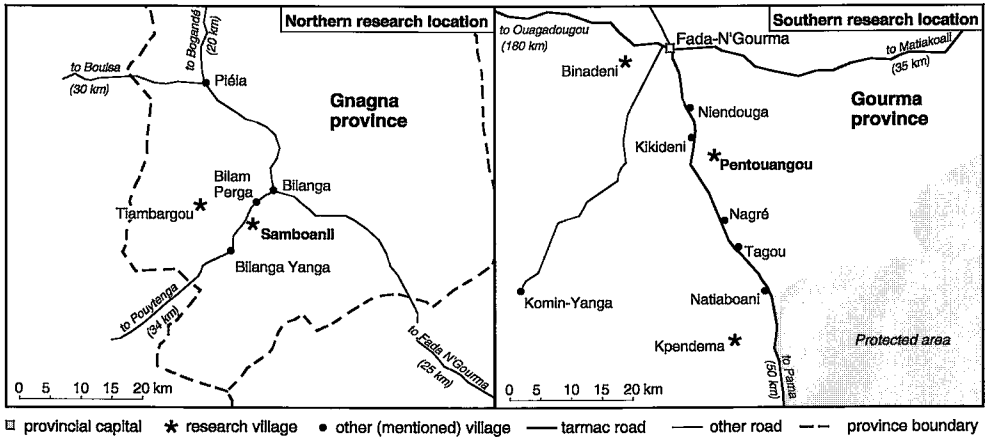 Northern research location
to Bogandé
(20 km)
to Boulsa
(30 km)
Piéla
Gnagna
province
Bilam
Perga
Bilanga
Tiambargou
Samboanli
Bilanga Yanga
to Pouytenga
(34 km)
to Fada N'Gourma
(25 km)
0 5 10 15 20 km
Southern research location
to Ouagadougou
(180 km)
Fada-N'Gourma
to Matiakoali
(35 km)
Binadeni
Gourma
province
Niendouga
Kikideni
Pentouangou
Nagré
Tagou
Komin-Yanga
Natiaboani
Kpendema
Protected area
to Pama
(50 km)
0 5 10 15 20 km
provincial capital research village other (mentioned) village tarmac road other road province boundary